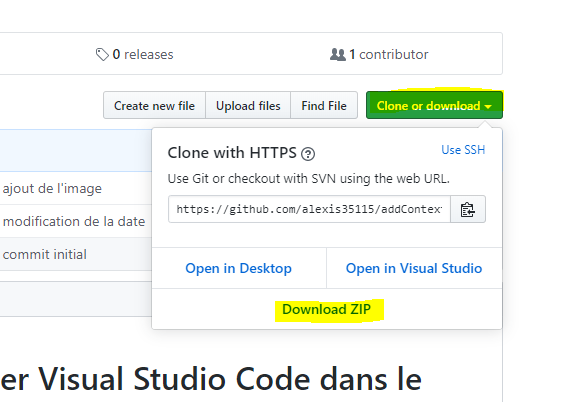 0 releases
1 contributor
Create new file
Upload files
Find File
Clone or download
Clone with HTTPS
Use SSH
Use Git or checkout with SVN using the web URL.
https://github.com/alexis35115/addContex
Open in Desktop
Open in Visual Studio
Download ZIP
ajout de l'image
modification de la date
commit initial
er Visual Studio Code dans le